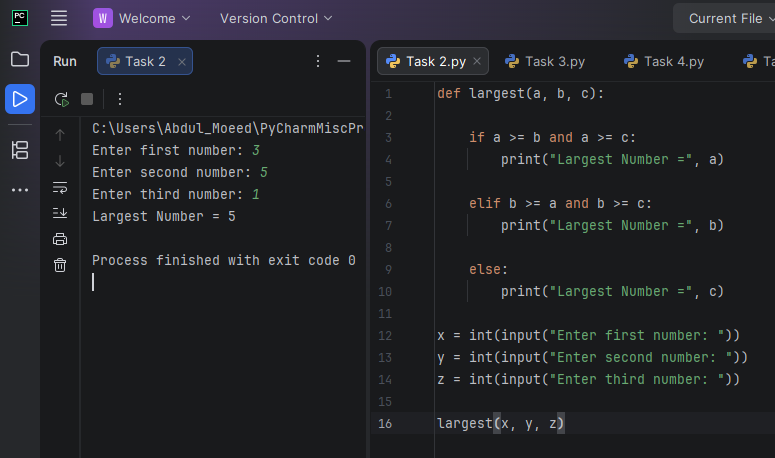 PC
W Welcome
Version Control
Current File
Run
Task 2
C:\Users\Abdul_Moeed\PyCharmMiscPr
Enter first number: 3
Enter second number: 5
Enter third number: 1
Largest Number = 5
Process finished with exit code 0
Task 2.py
Task 3.py
Task 4.py
Ta
1 def largest(a, b, c):
2
3     if a >= b and a >= c:
4         print("Largest Number =", a)
5
6     elif b >= a and b >= c:
7         print("Largest Number =", b)
8
9     else:
10         print("Largest Number =", c)
11
12 x = int(input("Enter first number: "))
13 y = int(input("Enter second number: "))
14 z = int(input("Enter third number: "))
15
16 largest(x, y, z)